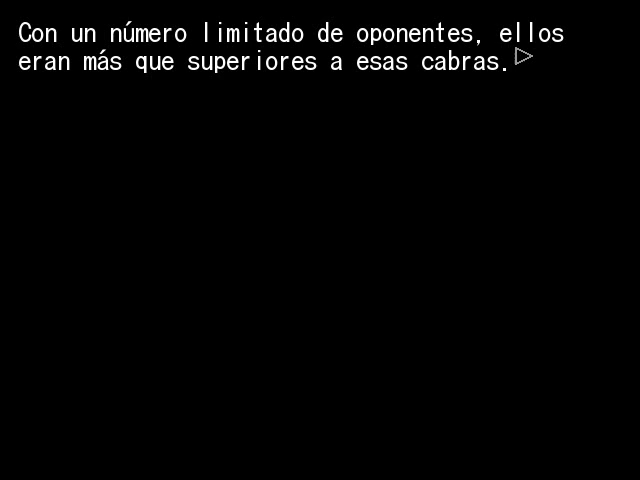 Con un número limitado de oponentes, ellos
eran más que superiores a esas cabras.